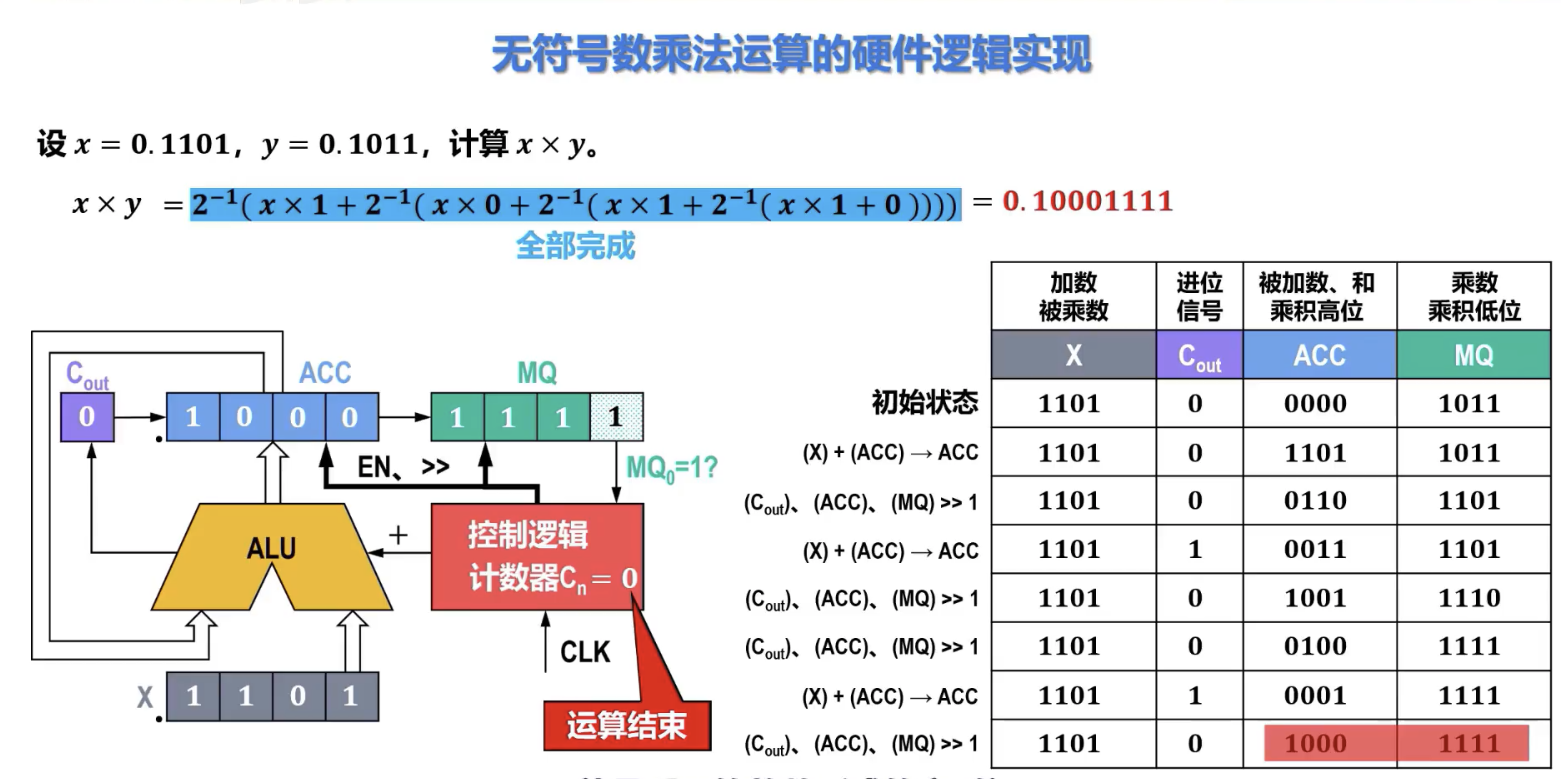 无符号数乘法运算的硬件逻辑实现
设 x = 0.1101，y = 0.1011，计算 x × y。
x × y = 2⁻¹( x × 1 + 2⁻¹( x × 0 + 2⁻¹( x × 1 + 2⁻¹( x × 1 + 0 )))) = 0.10001111
全部完成
Cout ACC MQ
0 . 1 0 0 0 1 1 1 1
EN、>> MQ₀=1?
ALU + 控制逻辑
计数器Cn = 0
CLK
X . 1 1 0 1
运算结束
加数 进位 被加数、和 乘数
被乘数 信号 乘积高位 乘积低位
X Cout ACC MQ
初始状态 1101 0 0000 1011
(X) + (ACC) → ACC 1101 0 1101 1011
(Cout)、(ACC)、(MQ) >> 1 1101 0 0110 1101
(X) + (ACC) → ACC 1101 1 0011 1101
(Cout)、(ACC)、(MQ) >> 1 1101 0 1001 1110
(Cout)、(ACC)、(MQ) >> 1 1101 0 0100 1111
(X) + (ACC) → ACC 1101 1 0001 1111
(Cout)、(ACC)、(MQ) >> 1 1101 0 1000 1111